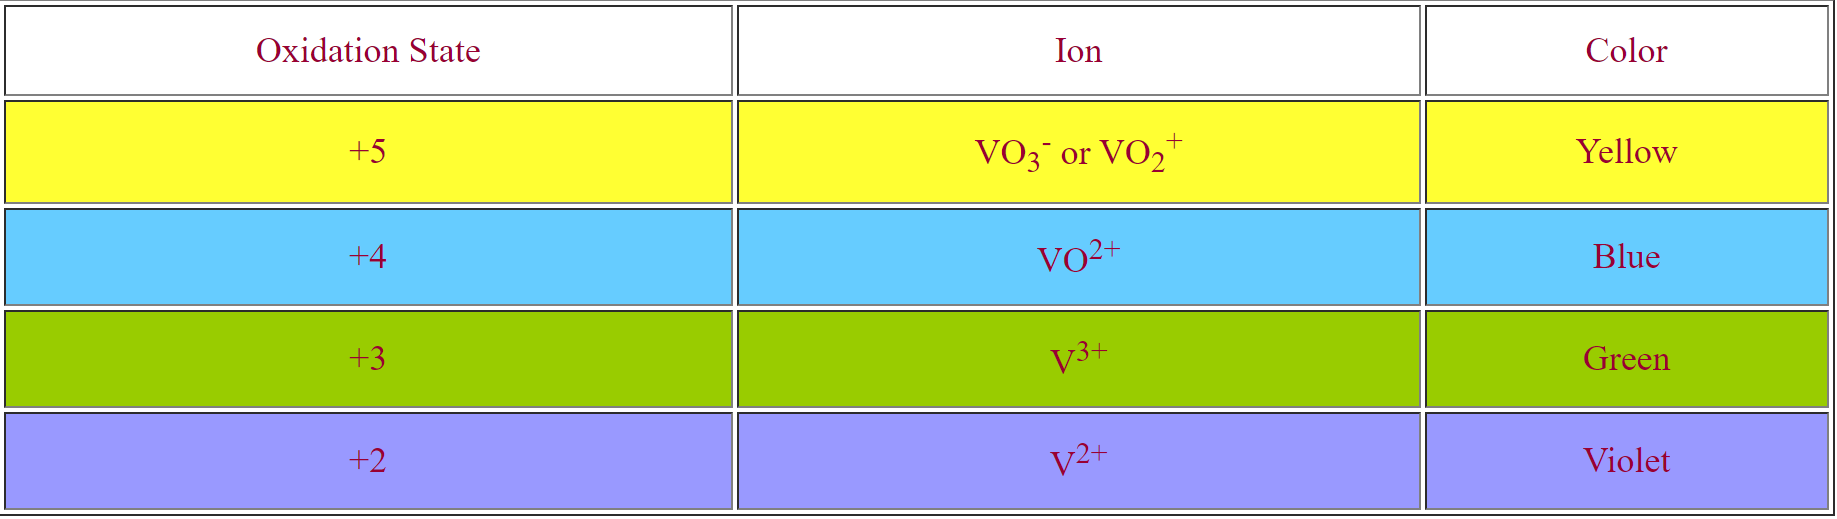 Oxidation State Ion Color
+5 VO₃⁻ or VO₂⁺ Yellow
+4 VO²⁺ Blue
+3 V³⁺ Green
+2 V²⁺ Violet